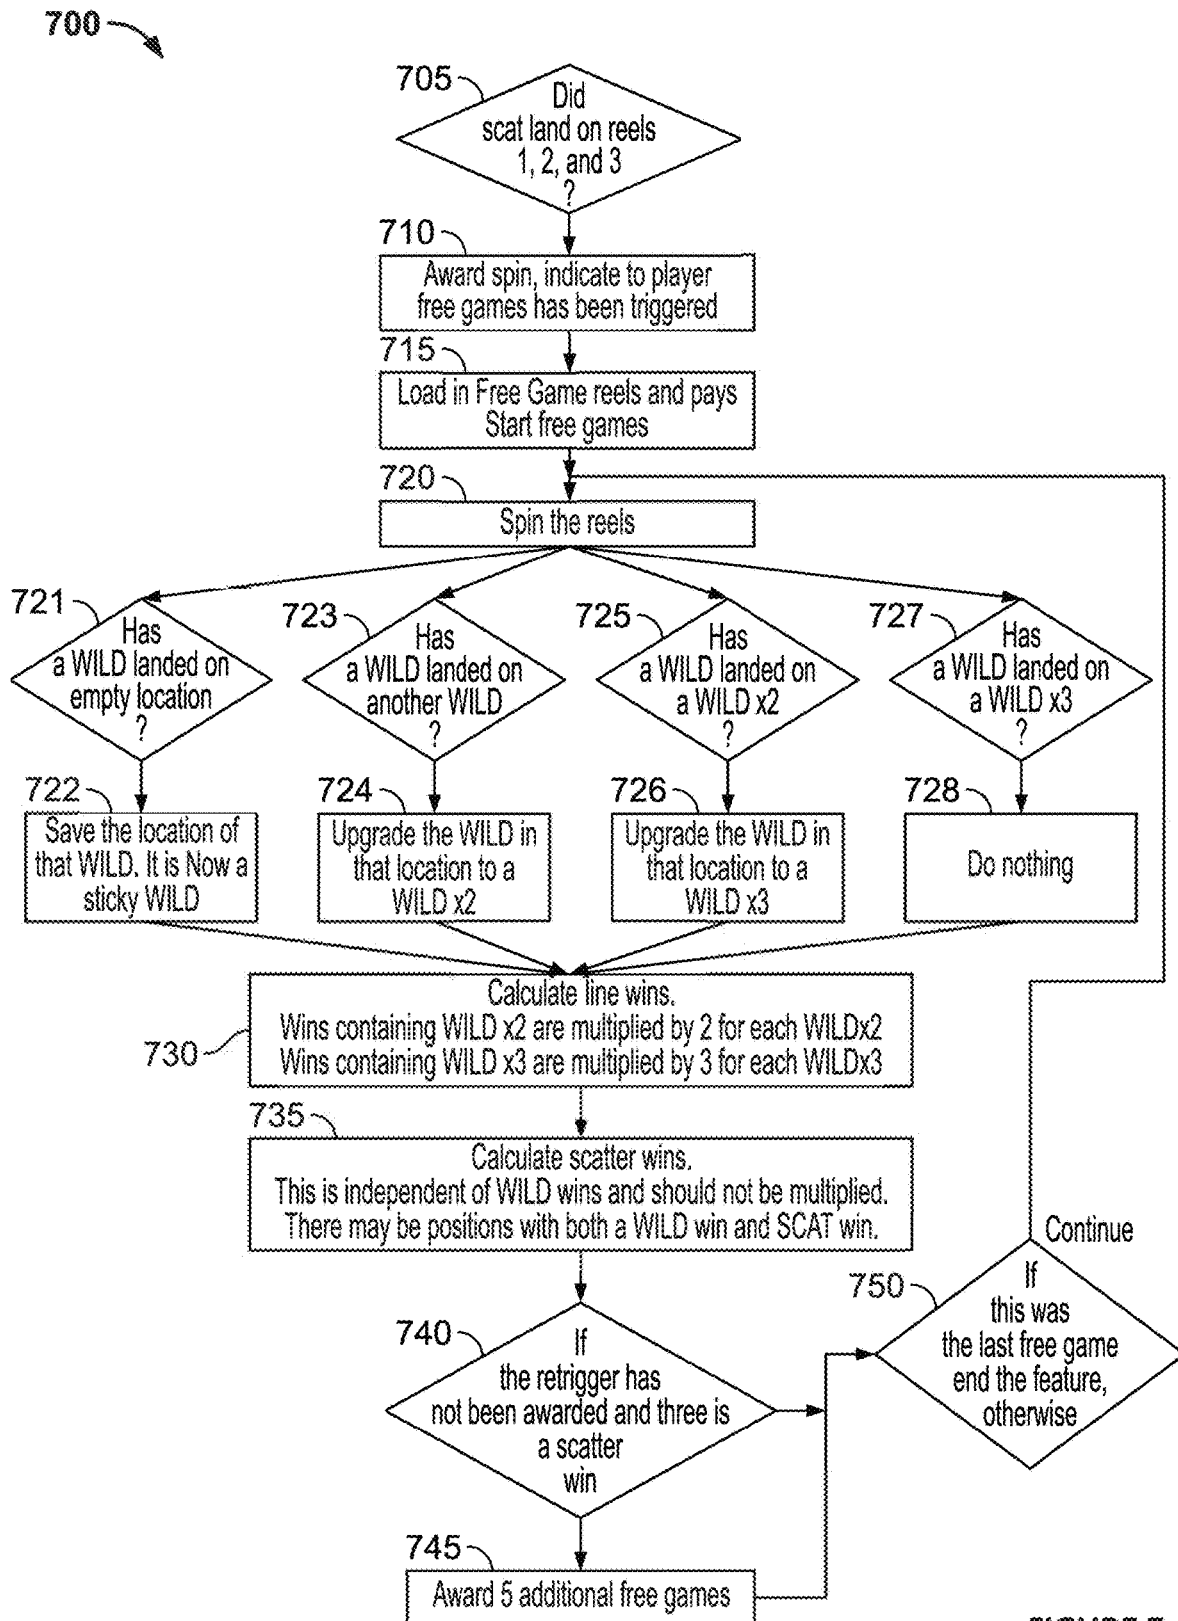 700
705
Did
scat land on reels
1, 2, and 3
?
710
Award spin, indicate to player
free games has been triggered
715
Load in Free Game reels and pays
Start free games
720
Spin the reels
721
Has
a WILD landed on
empty location
?
723
Has
a WILD landed on
another WILD
?
725
Has
a WILD landed on
a WILD x2
?
727
Has
a WILD landed on
a WILD x3
?
722
Save the location of
that WILD. It is Now a
sticky WILD
724
Upgrade the WILD in
that location to a
WILD x2
726
Upgrade the WILD in
that location to a
WILD x3
728
Do nothing
730
Calculate line wins.
Wins containing WILD x2 are multiplied by 2 for each WILDx2
Wins containing WILD x3 are multiplied by 3 for each WILDx3
735
Calculate scatter wins.
This is independent of WILD wins and should not be multiplied.
There may be positions with both a WILD win and SCAT win.
740
If
the retrigger has
not been awarded and three is
a scatter
win
745
Award 5 additional free games
750
If
this was
the last free game
end the feature,
otherwise
Continue